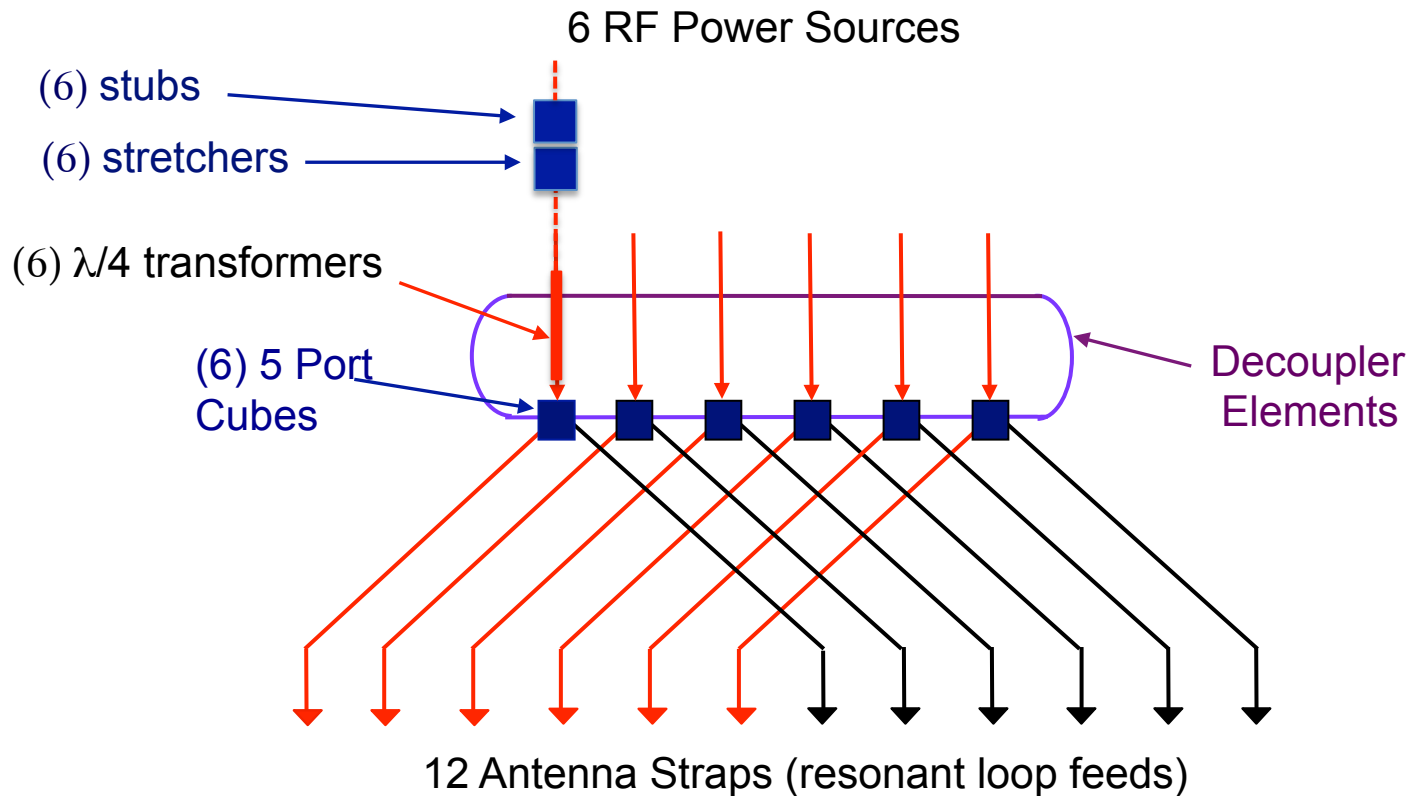 6 RF Power Sources
(6) stubs
(6) stretchers
(6) λ/4 transformers
(6) 5 Port
Cubes
Decoupler
Elements
12 Antenna Straps (resonant loop feeds)